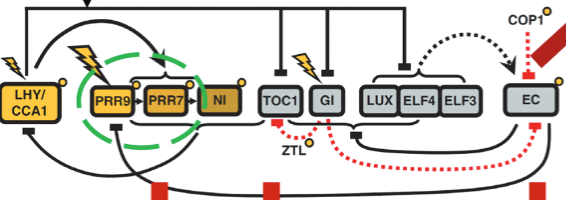 COP1
LHY/
CCA1
PRR9
PRR7
NI
TOC1
GI
LUX
ELF4
ELF3
EC
ZTL